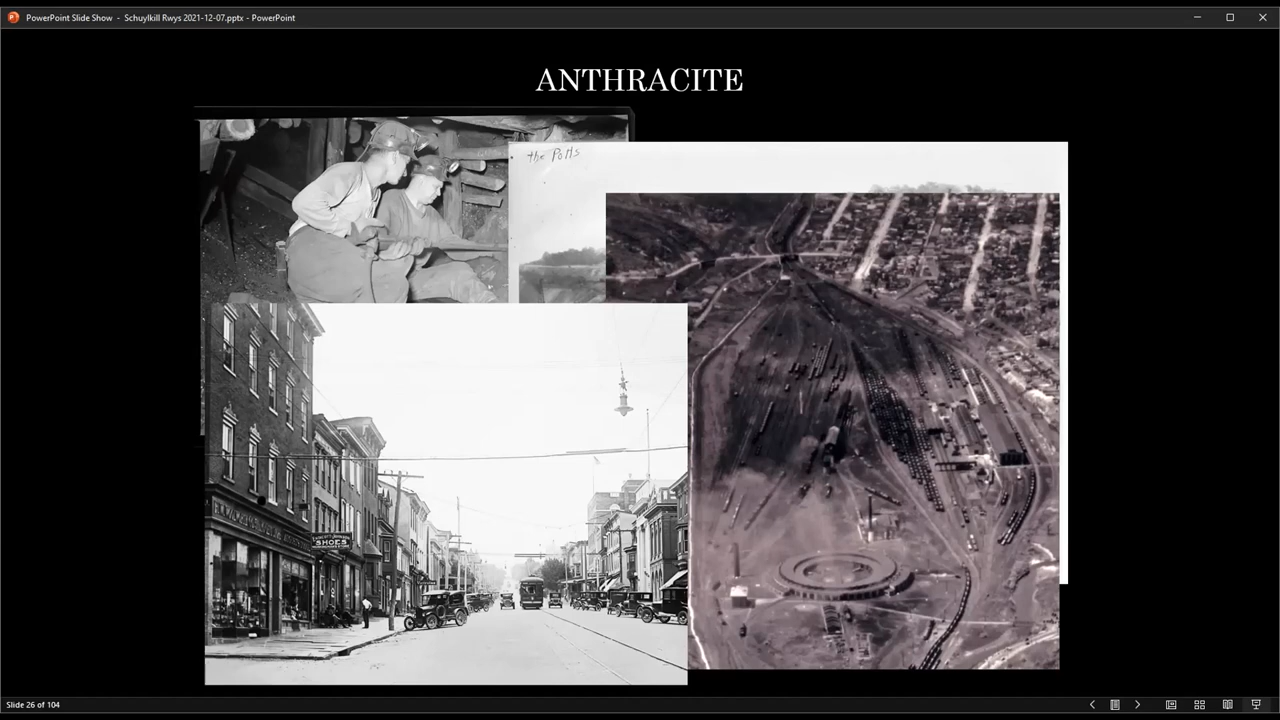 PowerPoint Slide Show - Schuylkill Rwys 2021-12-07.pptx - PowerPoint
ANTHRACITE
the Potts
SHOES
Slide 26 of 104